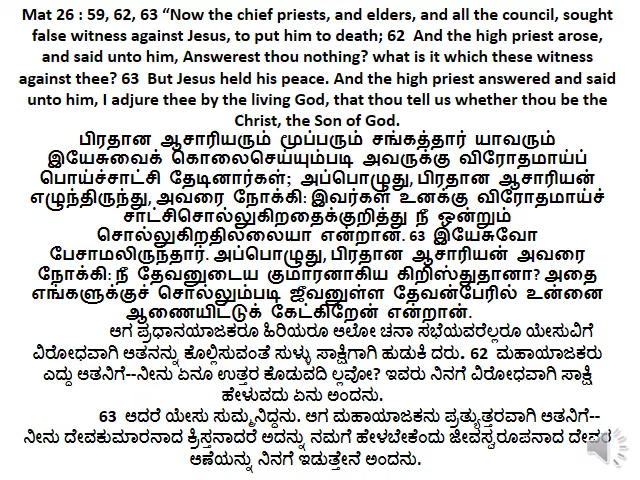 Mat 26 : 59, 62, 63 “Now the chief priests, and elders, and all the council, sought
false witness against Jesus, to put him to death; 62  And the high priest arose,
and said unto him, Answerest thou nothing? what is it which these witness
against thee? 63  But Jesus held his peace. And the high priest answered and said
unto him, I adjure thee by the living God, that thou tell us whether thou be the
Christ, the Son of God.
பிரதான ஆசாரியரும் மூப்பரும் சங்கத்தார் யாவரும்
இயேசுவைக் கொலைசெய்யும்படி அவருக்கு விரோதமாய்ப்
பொய்ச்சாட்சி தேடினார்கள்; அப்பொழுது, பிரதான ஆசாரியன்
எழுந்திருந்து, அவரை நோக்கி: இவர்கள் உனக்கு விரோதமாய்ச்
சாட்சிசொல்லுகிறதைக்குறித்து நீ ஒன்றும்
சொல்லுகிறதில்லையா என்றான். 63 இயேசுவோ
பேசாமலிருந்தார். அப்பொழுது, பிரதான ஆசாரியன் அவரை
நோக்கி: நீ தேவனுடைய குமாரனாகிய கிறிஸ்துதானா? அதை
எங்களுக்குச் சொல்லும்படி ஜீவனுள்ள தேவன்பேரில் உன்னை
ஆணையிட்டுக் கேட்கிறேன் என்றான்.
ಆಗ ಪ್ರಧಾನಯಾಜಕರೂ ಹಿರಿಯರೂ ಆಲೋ ಚನಾ ಸಭೆಯವರೆಲ್ಲರೂ ಯೇಸುವಿಗೆ
ವಿರೋಧವಾಗಿ ಆತನನ್ನು ಕೊಲ್ಲಿಸುವಂತೆ ಸುಳ್ಳು ಸಾಕ್ಷಿಗಾಗಿ ಹುಡುಕಿ ದರು. 62  ಮಹಾಯಾಜಕರು
ಎದ್ದು ಆತನಿಗೆ--ನೀನು ಏನೂ ಉತ್ತರ ಕೊಡುವದಿ ಲ್ಲವೋ? ಇವರು ನಿನಗೆ ವಿರೋಧವಾಗಿ ಸಾಕ್ಷಿ
ಹೇಳುವದು ಏನು ಅಂದನು.
63  ಆದರೆ ಯೇಸು ಸುಮ್ಮನಿದ್ದನು. ಆಗ ಮಹಾಯಾಜಕನು ಪ್ರತ್ಯುತ್ತರವಾಗಿ ಆತನಿಗೆ--
ನೀನು ದೇವಕುಮಾರನಾದ ಕ್ರಿಸ್ತನಾದರೆ ಅದನ್ನು ನಮಗೆ ಹೇಳಬೇಕೆಂದು ಜೀವಸ್ವರೂಪನಾದ ದೇವರ
ಆಣೆಯನ್ನು ನಿನಗೆ ಇಡುತ್ತೇನೆ ಅಂದನು.